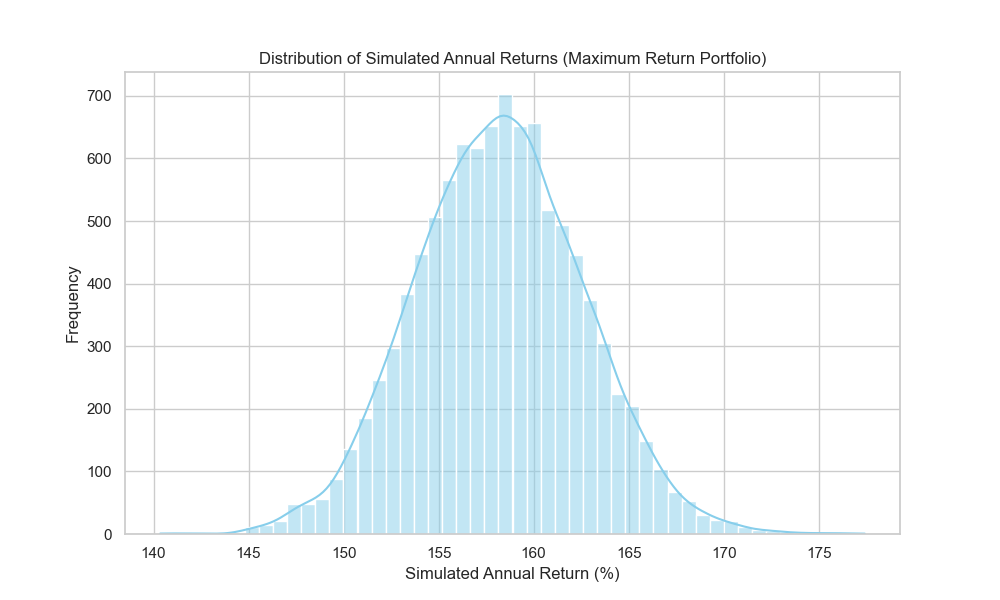 Distribution of Simulated Annual Returns (Maximum Return Portfolio)
700
600
500
400
300
200
100
0
Frequency
140 145 150 155 160 165 170 175
Simulated Annual Return (%)